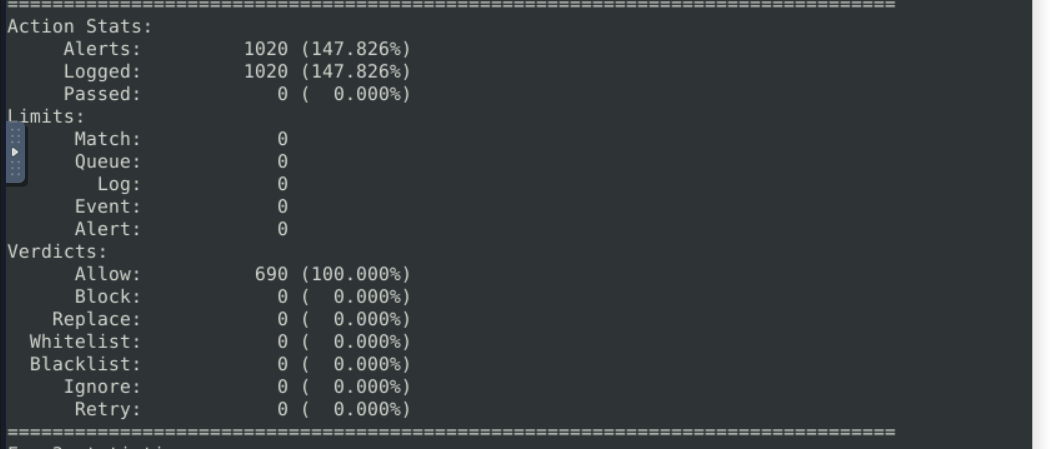 ================================================================================
Action Stats:
     Alerts:         1020 (147.826%)
     Logged:         1020 (147.826%)
     Passed:            0 (  0.000%)
Limits:
      Match:            0
      Queue:            0
        Log:            0
      Event:            0
      Alert:            0
Verdicts:
      Allow:          690 (100.000%)
      Block:            0 (  0.000%)
    Replace:            0 (  0.000%)
  Whitelist:            0 (  0.000%)
  Blacklist:            0 (  0.000%)
     Ignore:            0 (  0.000%)
      Retry:            0 (  0.000%)
================================================================================